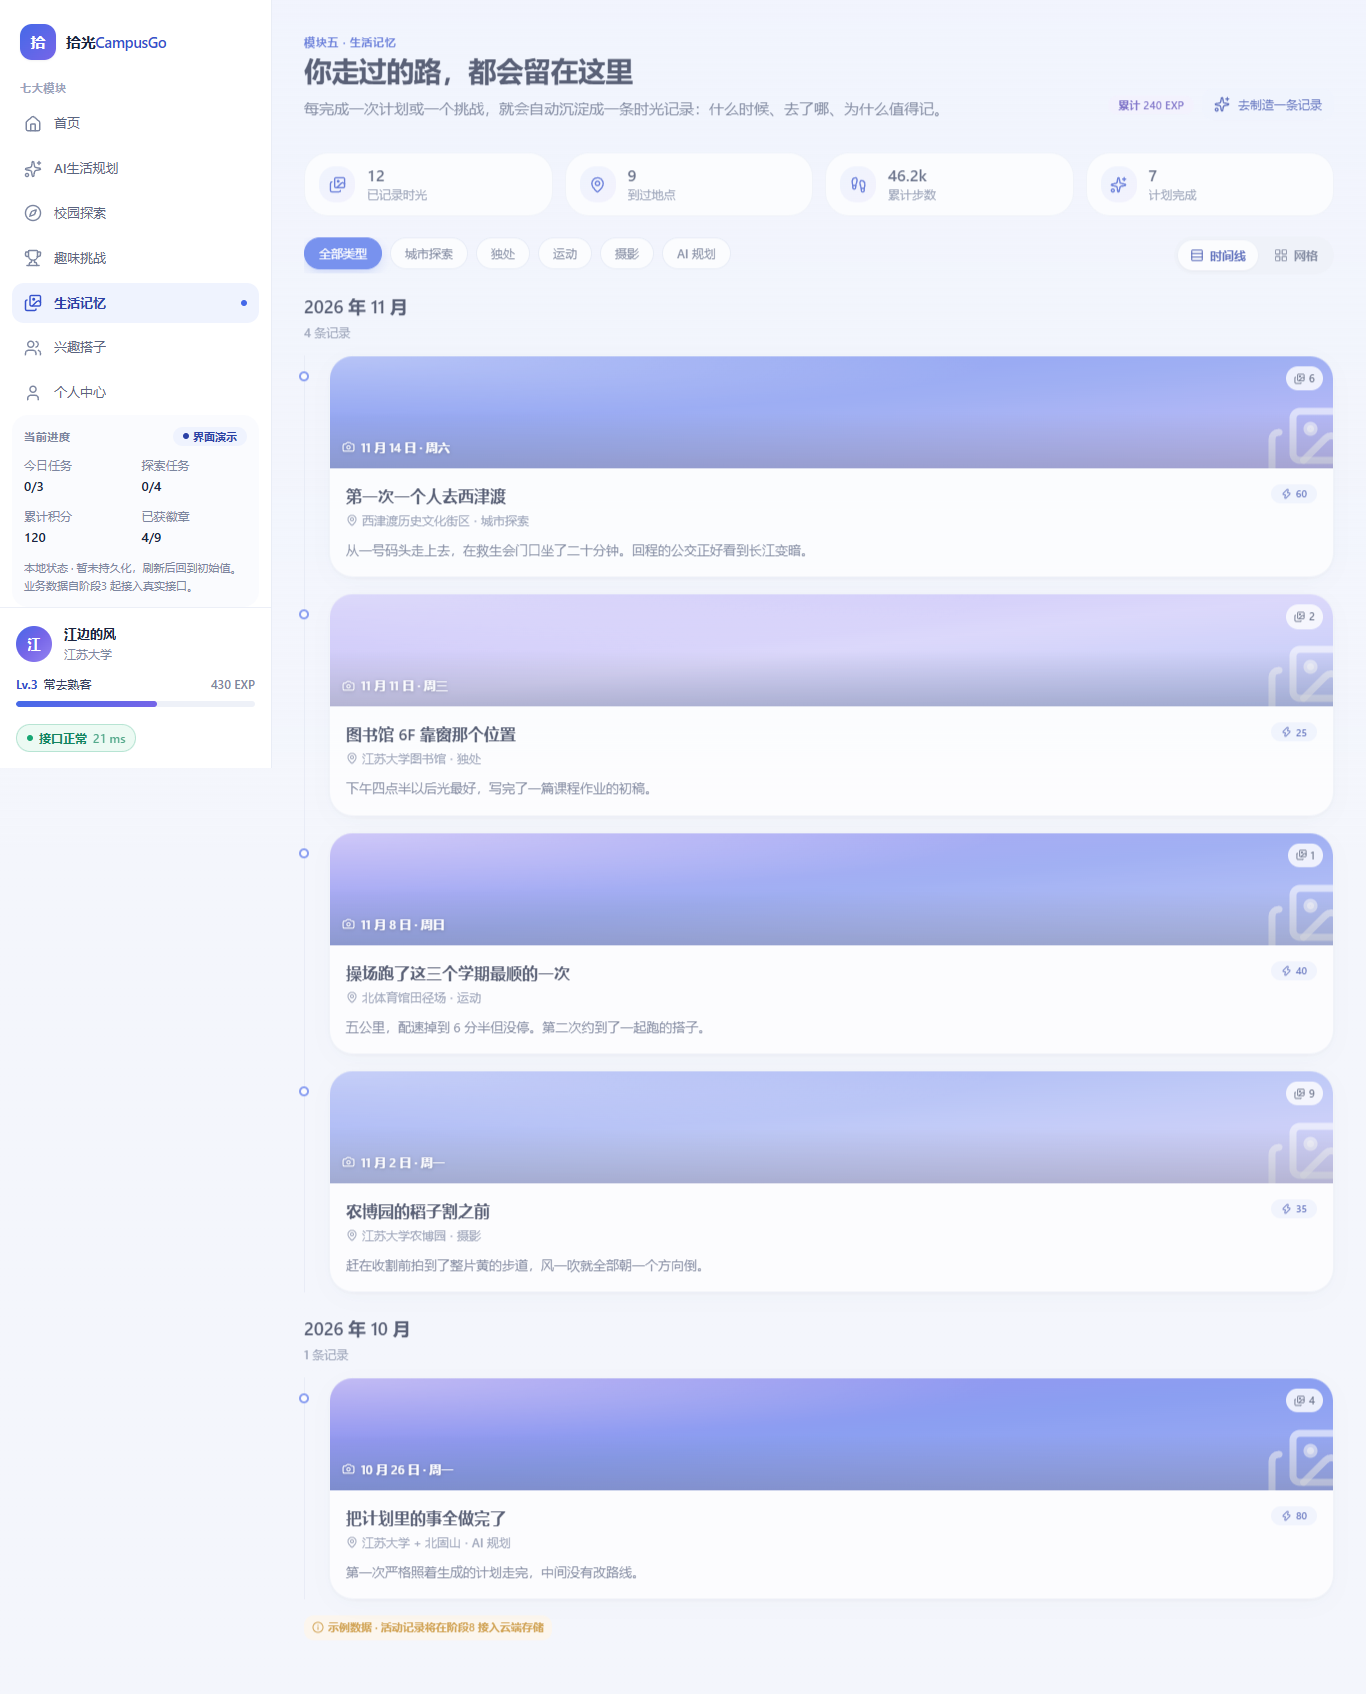 拾 拾光CampusGo
七大模块
首页
AI生活规划
校园探索
趣味挑战
生活记忆
兴趣搭子
个人中心
当前进度 界面演示
今日任务 探索任务
0/3 0/4
累计积分 已获徽章
120 4/9
本地状态 · 暂未持久化，刷新后回到初始值。
业务数据自阶段3 起接入真实接口。
江 江边的风
江苏大学
Lv.3 常去熟客 430 EXP
接口正常 21 ms
模块五 · 生活记忆
你走过的路，都会留在这里
每完成一次计划或一个挑战，就会自动沉淀成一条时光记录：什么时候、去了哪、为什么值得记。
累计 240 EXP 去制造一条记录
12 9 46.2k 7
已记录时光 到过地点 累计步数 计划完成
全部类型 城市探索 独处 运动 摄影 AI 规划 时间线 网格
2026 年 11 月
4 条记录
6
11 月 14 日 · 周六
第一次一个人去西津渡 60
西津渡历史文化街区 · 城市探索
从一号码头走上去，在救生会门口坐了二十分钟。回程的公交正好看到长江变暗。
2
11 月 11 日 · 周三
图书馆 6F 靠窗那个位置 25
江苏大学图书馆 · 独处
下午四点半以后光最好，写完了一篇课程作业的初稿。
1
11 月 8 日 · 周日
操场跑了这三个学期最顺的一次 40
北体育馆田径场 · 运动
五公里，配速掉到 6 分半但没停。第二次约到了一起跑的搭子。
9
11 月 2 日 · 周一
农博园的稻子割之前 35
江苏大学农博园 · 摄影
赶在收割前拍到了整片黄的步道，风一吹就全部朝一个方向倒。
2026 年 10 月
1 条记录
4
10 月 26 日 · 周一
把计划里的事全做完了 80
江苏大学 + 北固山 · AI 规划
第一次严格照着生成的计划走完，中间没有改路线。
示例数据 · 活动记录将在阶段8 接入云端存储